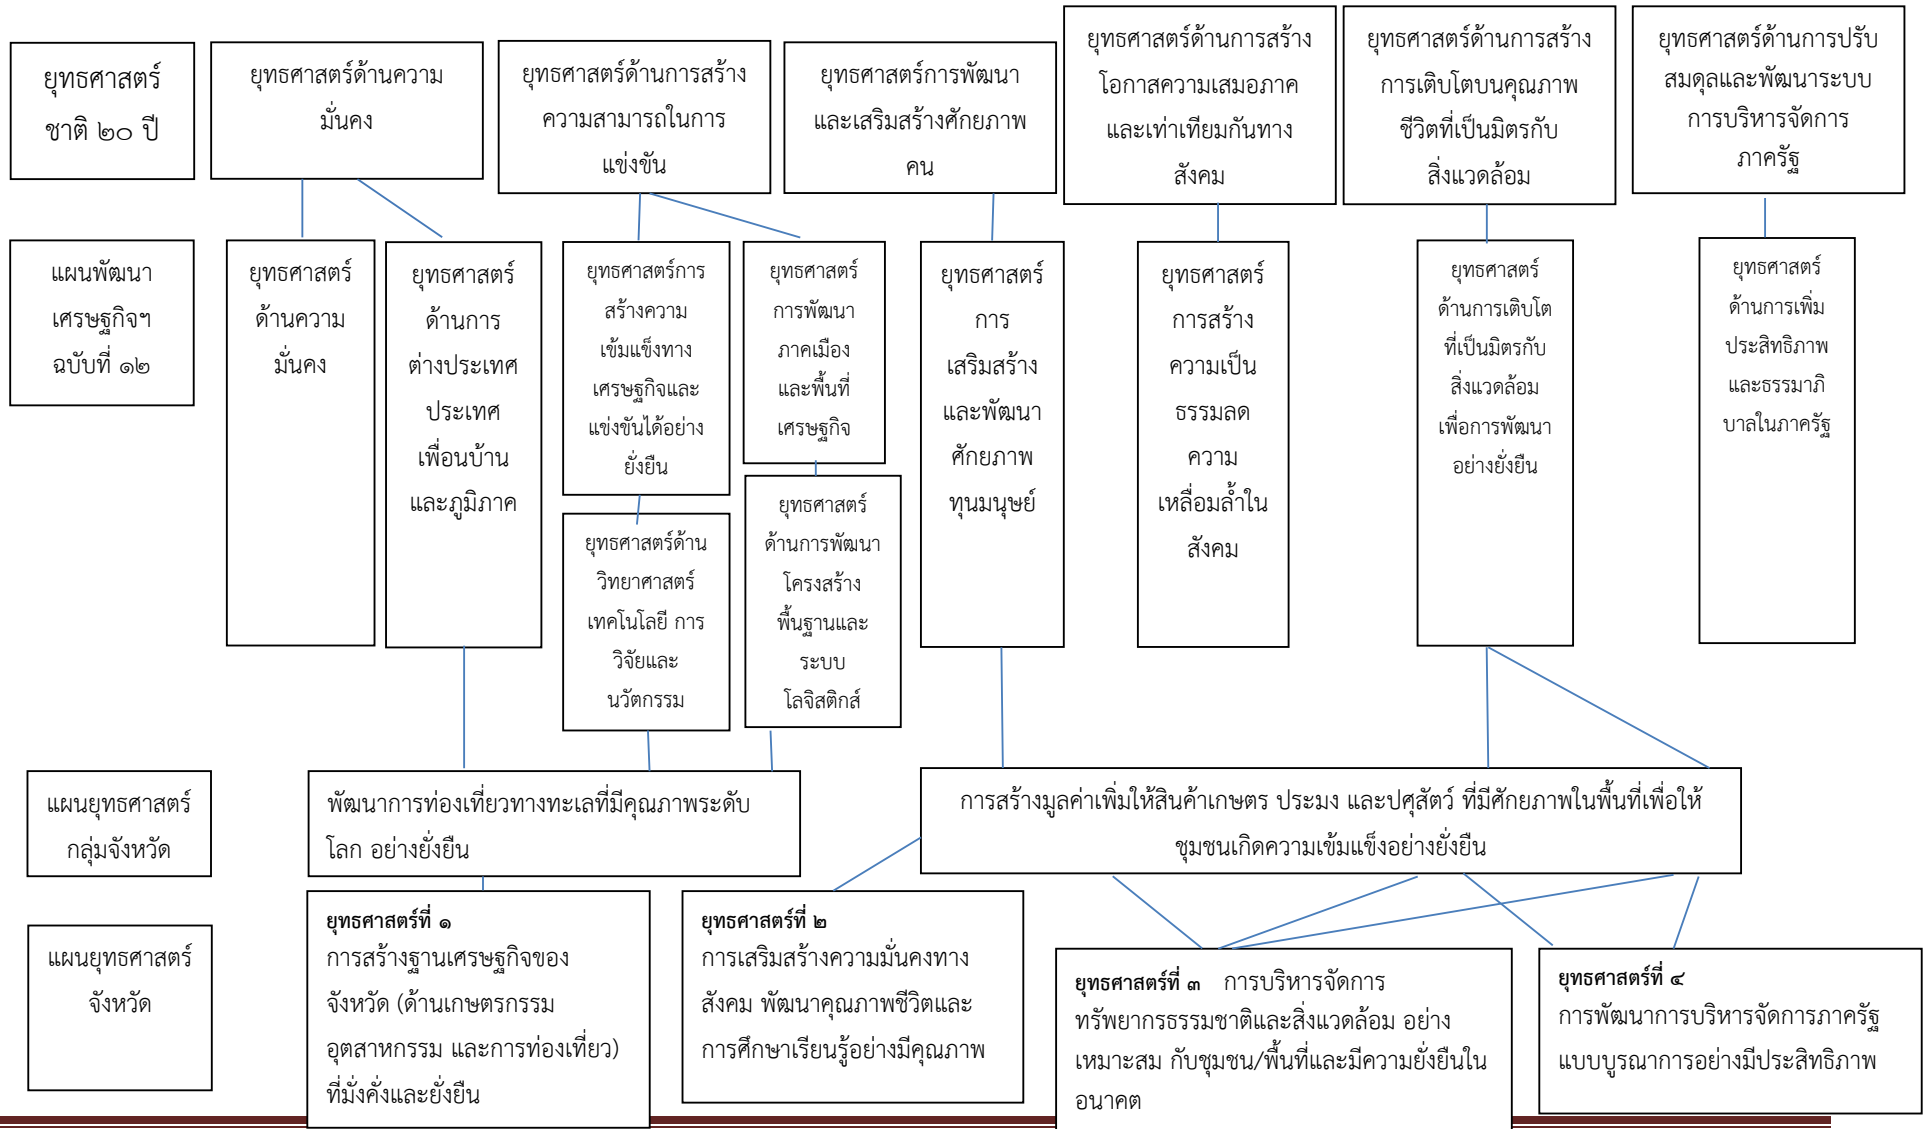 ยุทธศาสตร์
ชาติ ๒๐ ปี
ยุทธศาสตร์ด้านความ
มั่นคง
ยุทธศาสตร์ด้านการสร้าง
ความสามารถในการ
แข่งขัน
ยุทธศาสตร์การพัฒนา
และเสริมสร้างศักยภาพ
คน
ยุทธศาสตร์ด้านการสร้าง
โอกาสความเสมอภาค
และเท่าเทียมกันทาง
สังคม
ยุทธศาสตร์ด้านการสร้าง
การเติบโตบนคุณภาพ
ชีวิตที่เป็นมิตรกับ
สิ่งแวดล้อม
ยุทธศาสตร์ด้านการปรับ
สมดุลและพัฒนาระบบ
การบริหารจัดการ
ภาครัฐ
แผนพัฒนา
เศรษฐกิจฯ
ฉบับที่ ๑๒
ยุทธศาสตร์
ด้านความ
มั่นคง
ยุทธศาสตร์
ด้านการ
ต่างประเทศ
ประเทศ
เพื่อนบ้าน
และภูมิภาค
ยุทธศาสตร์การ
สร้างความ
เข้มแข็งทาง
เศรษฐกิจและ
แข่งขันได้อย่าง
ยั่งยืน
ยุทธศาสตร์
การพัฒนา
ภาคเมือง
และพื้นที่
เศรษฐกิจ
ยุทธศาสตร์ด้าน
วิทยาศาสตร์
เทคโนโลยี การ
วิจัยและ
นวัตกรรม
ยุทธศาสตร์
ด้านการพัฒนา
โครงสร้าง
พื้นฐานและ
ระบบ
โลจิสติกส์
ยุทธศาสตร์
การ
เสริมสร้าง
และพัฒนา
ศักยภาพ
ทุนมนุษย์
ยุทธศาสตร์
การสร้าง
ความเป็น
ธรรมลด
ความ
เหลื่อมล้ำใน
สังคม
ยุทธศาสตร์
ด้านการเติบโต
ที่เป็นมิตรกับ
สิ่งแวดล้อม
เพื่อการพัฒนา
อย่างยั่งยืน
ยุทธศาสตร์
ด้านการเพิ่ม
ประสิทธิภาพ
และธรรมาภิ
บาลในภาครัฐ
แผนยุทธศาสตร์
กลุ่มจังหวัด
พัฒนาการท่องเที่ยวทางทะเลที่มีคุณภาพระดับ
โลก อย่างยั่งยืน
การสร้างมูลค่าเพิ่มให้สินค้าเกษตร ประมง และปศุสัตว์ ที่มีศักยภาพในพื้นที่เพื่อให้
ชุมชนเกิดความเข้มแข็งอย่างยั่งยืน
แผนยุทธศาสตร์
จังหวัด
ยุทธศาสตร์ที่ ๑
การสร้างฐานเศรษฐกิจของ
จังหวัด (ด้านเกษตรกรรม
อุตสาหกรรม และการท่องเที่ยว)
ที่มั่งคั่งและยั่งยืน
ยุทธศาสตร์ที่ ๒
การเสริมสร้างความมั่นคงทาง
สังคม พัฒนาคุณภาพชีวิตและ
การศึกษาเรียนรู้อย่างมีคุณภาพ
ยุทธศาสตร์ที่ ๓ การบริหารจัดการ
ทรัพยากรธรรมชาติและสิ่งแวดล้อม อย่าง
เหมาะสม กับชุมชน/พื้นที่และมีความยั่งยืนใน
อนาคต
ยุทธศาสตร์ที่ ๔
การพัฒนาการบริหารจัดการภาครัฐ
แบบบูรณาการอย่างมีประสิทธิภาพ